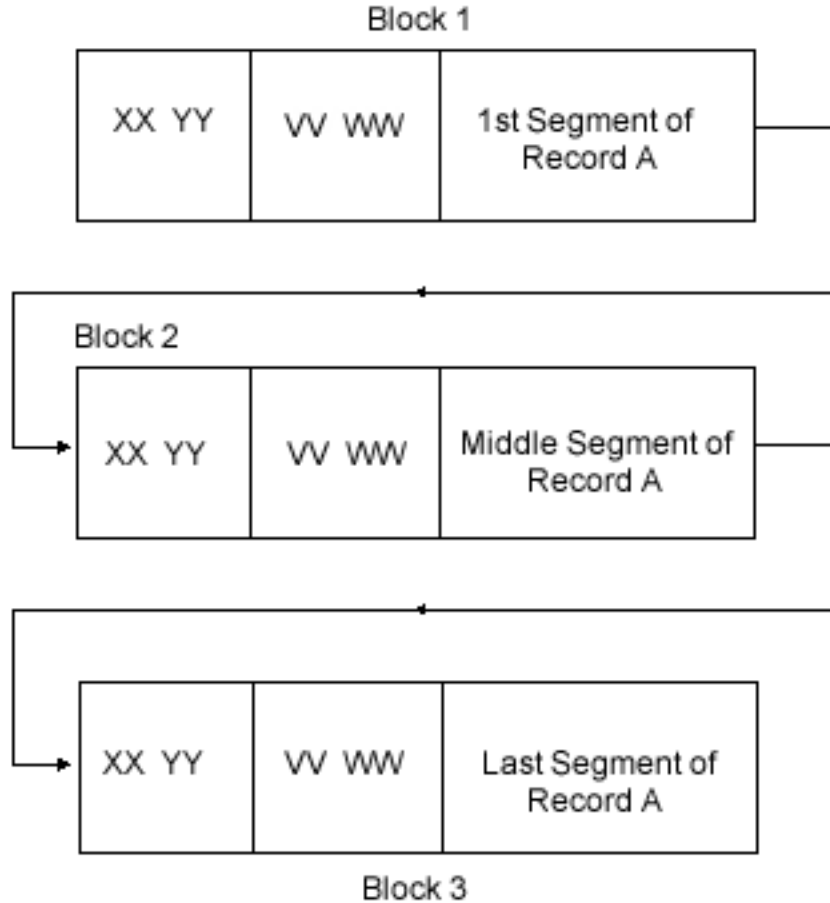 Block 1
XX YY
VV WW
1st Segment of
Record A
Block 2
XX YY
VV WW
Middle Segment of
Record A
XX YY
VV WW
Last Segment of
Record A
Block 3